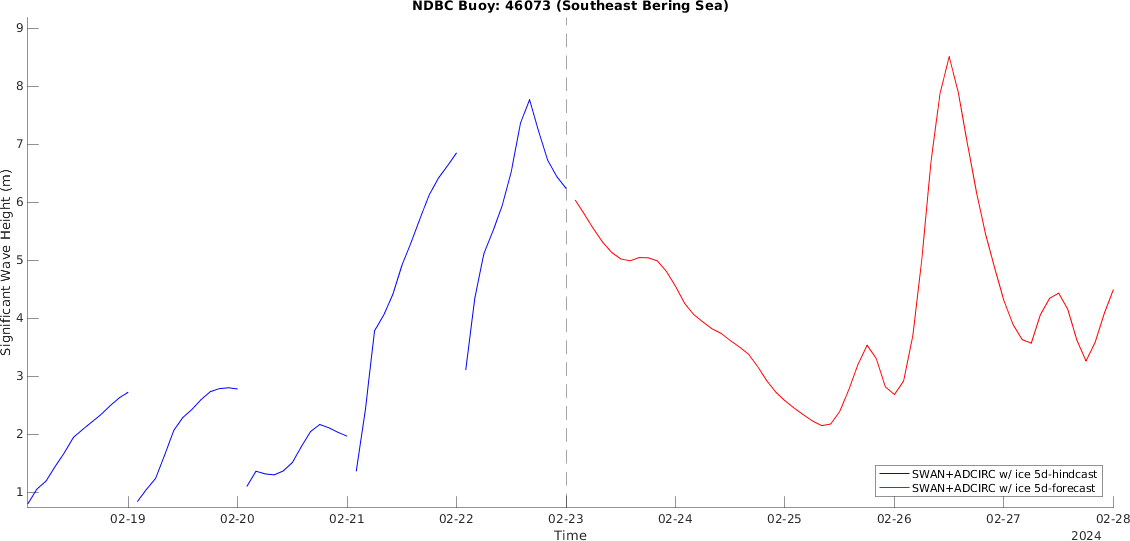 NDBC Buoy: 46073 (Southeast Bering Sea)
9
8
7
6
5
4
3
2
1
Significant Wave Height (m)
SWAN+ADCIRC w/ ice 5d-hindcast
SWAN+ADCIRC w/ ice 5d-forecast
02-19 02-20 02-21 02-22 02-23 02-24 02-25 02-26 02-27 02-28
Time
2024